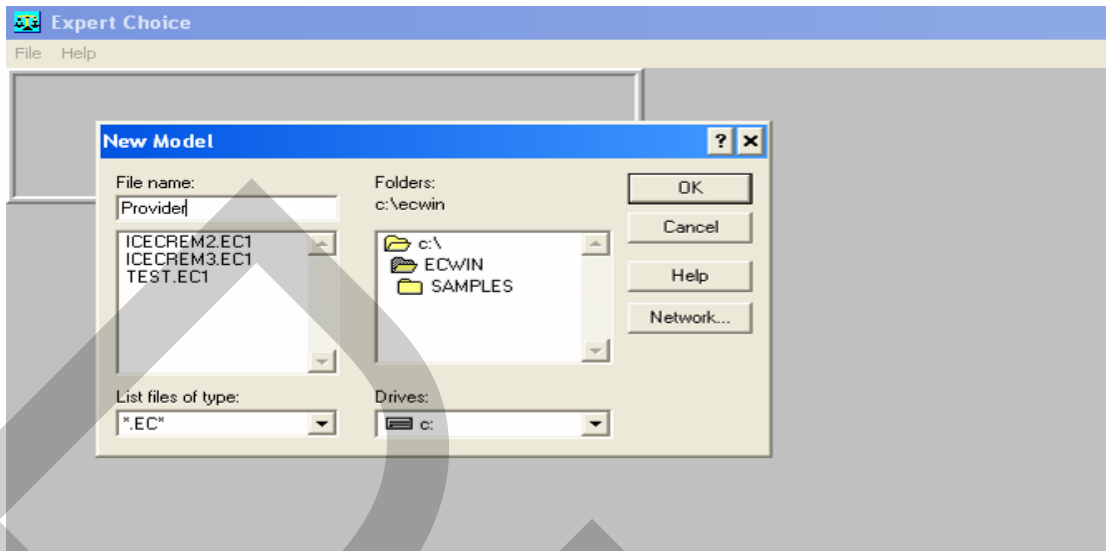 Expert Choice
File Help
New Model
File name:
Provider
ICECREM2.EC1
ICECREM3.EC1
TEST.EC1
List files of type:
*.EC*
Folders:
c:\ecwin
c:\
ECWIN
SAMPLES
Drives:
c:
OK
Cancel
Help
Network...